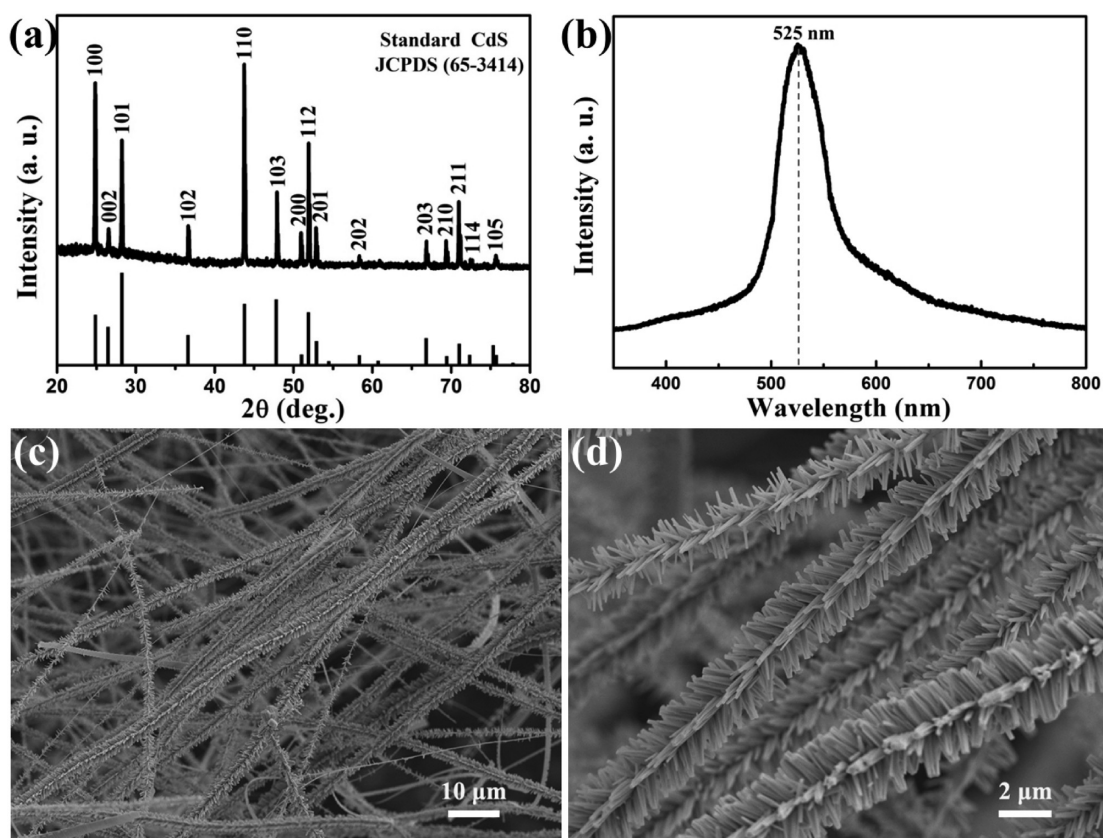 (a)
Standard CdS
JCPDS (65-3414)
100
002
101
102
110
103
200
112
201
202
203
210
211
114
105
Intensity (a. u.)
20 30 40 50 60 70 80
2θ (deg.)
(b)
525 nm
Intensity (a. u.)
400 500 600 700 800
Wavelength (nm)
(c)
10 μm
(d)
2 μm